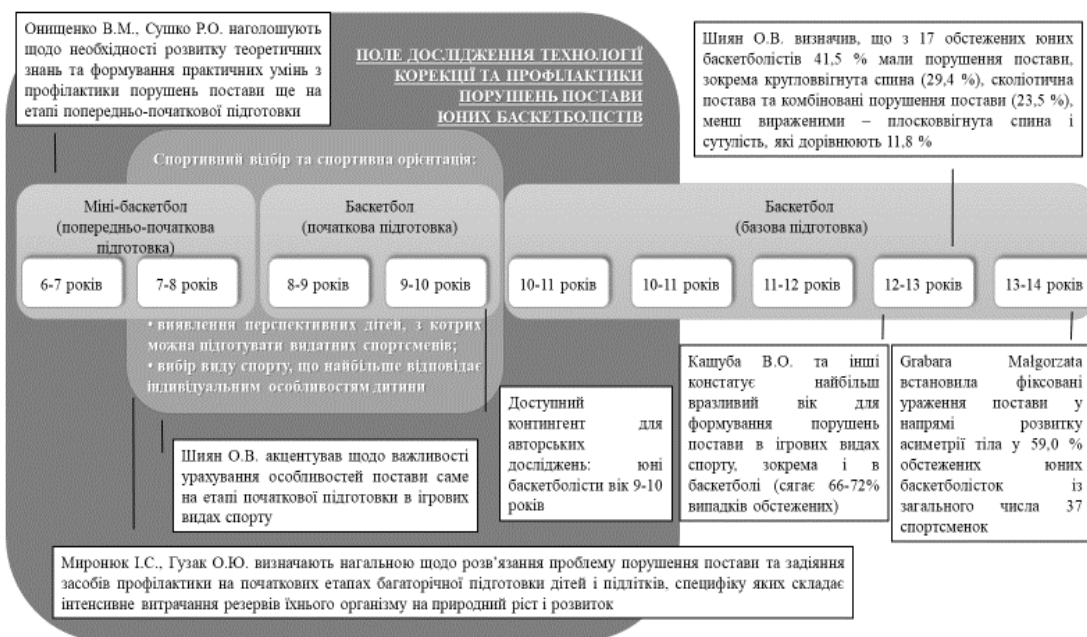 Онищенко В.М., Сушко Р.О. наголошують
щодо необхідності розвитку теоретичних
знань та формування практичних умінь з
профілактики порушень постави ще на
етапі попередньо-початкової підготовки
ПОЛЕ ДОСЛІДЖЕННЯ ТЕХНОЛОГІЇ
КОРЕКЦІЇ ТА ПРОФІЛАКТИКИ
ПОРУШЕНЬ ПОСТАВИ
ЮНИХ БАСКЕТБОЛІСТІВ
Шиян О.В. визначив, що з 17 обстежених юних
баскетболістів 41,5 % мали порушення постави,
зокрема кругловвігнута спина (29,4 %), сколіотична
постава та комбіновані порушення постави (23,5 %),
менш вираженими – плосковвігнута спина і
сутулість, які дорівнюють 11,8 %
Спортивний відбір та спортивна орієнтація:
Міні-баскетбол
(попередньо-початкова
підготовка)
6-7 років
7-8 років
Баскетбол
(початкова підготовка)
8-9 років
9-10 років
Баскетбол
(базова підготовка)
10-11 років
10-11 років
11-12 років
12-13 років
13-14 років
• виявлення перспективних дітей, з котрих
можна підготувати видатних спортсменів;
• вибір виду спорту, що найбільше відповідає
індивідуальним особливостям дитини
Шиян О.В. акцентував щодо важливості
урахування особливостей постави саме
на етапі початкової підготовки в ігрових
видах спорту
Доступний
контингент для
авторських
досліджень: юні
баскетболісти вік 9-10
років
Кашуба В.О. та інші
констатує найбільш
вразливий вік для
формування порушень
постави в ігрових видах
спорту, зокрема і в
баскетболі (сягає 66-72%
випадків обстежених)
Grabara Małgorzata
встановила фіксовані
ураження постави у
напрямі розвитку
асиметрії тіла у 59,0 %
обстежених юних
баскетболісток із
загального числа 37
спортсменок
Миронюк І.С., Гузак О.Ю. визначають нагальною щодо розв'язання проблему порушення постави та задіяння
засобів профілактики на початкових етапах багаторічної підготовки дітей і підлітків, специфіку яких складає
інтенсивне витрачання резервів їхнього організму на природний ріст і розвиток